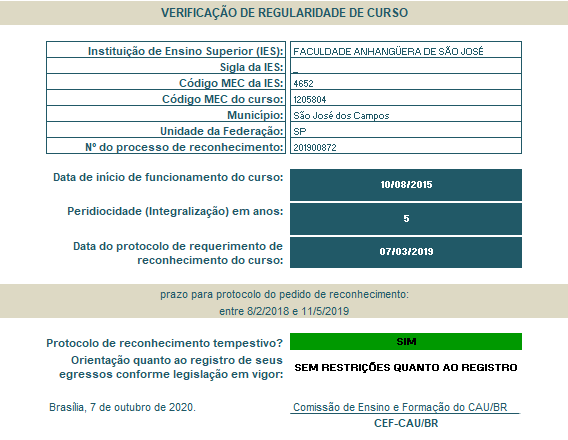 VERIFICAÇÃO DE REGULARIDADE DE CURSO
Instituição de Ensino Superior (IES): FACULDADE ANHANGÜERA DE SÃO JOSÉ
Sigla da IES: _
Código MEC da IES: 4652
Código MEC do curso: 1205804
Município: São José dos Campos
Unidade da Federação: SP
Nº do processo de reconhecimento: 201900872
Data de início de funcionamento do curso: 10/08/2015
Peridiocidade (Integralização) em anos: 5
Data do protocolo de requerimento de
reconhecimento do curso: 07/03/2019
prazo para protocolo do pedido de reconhecimento:
entre 8/2/2018 e 11/5/2019
Protocolo de reconhecimento tempestivo? SIM
Orientação quanto ao registro de seus
egressos conforme legislação em vigor: SEM RESTRIÇÕES QUANTO AO REGISTRO
Brasília, 7 de outubro de 2020. Comissão de Ensino e Formação do CAU/BR
CEF-CAU/BR